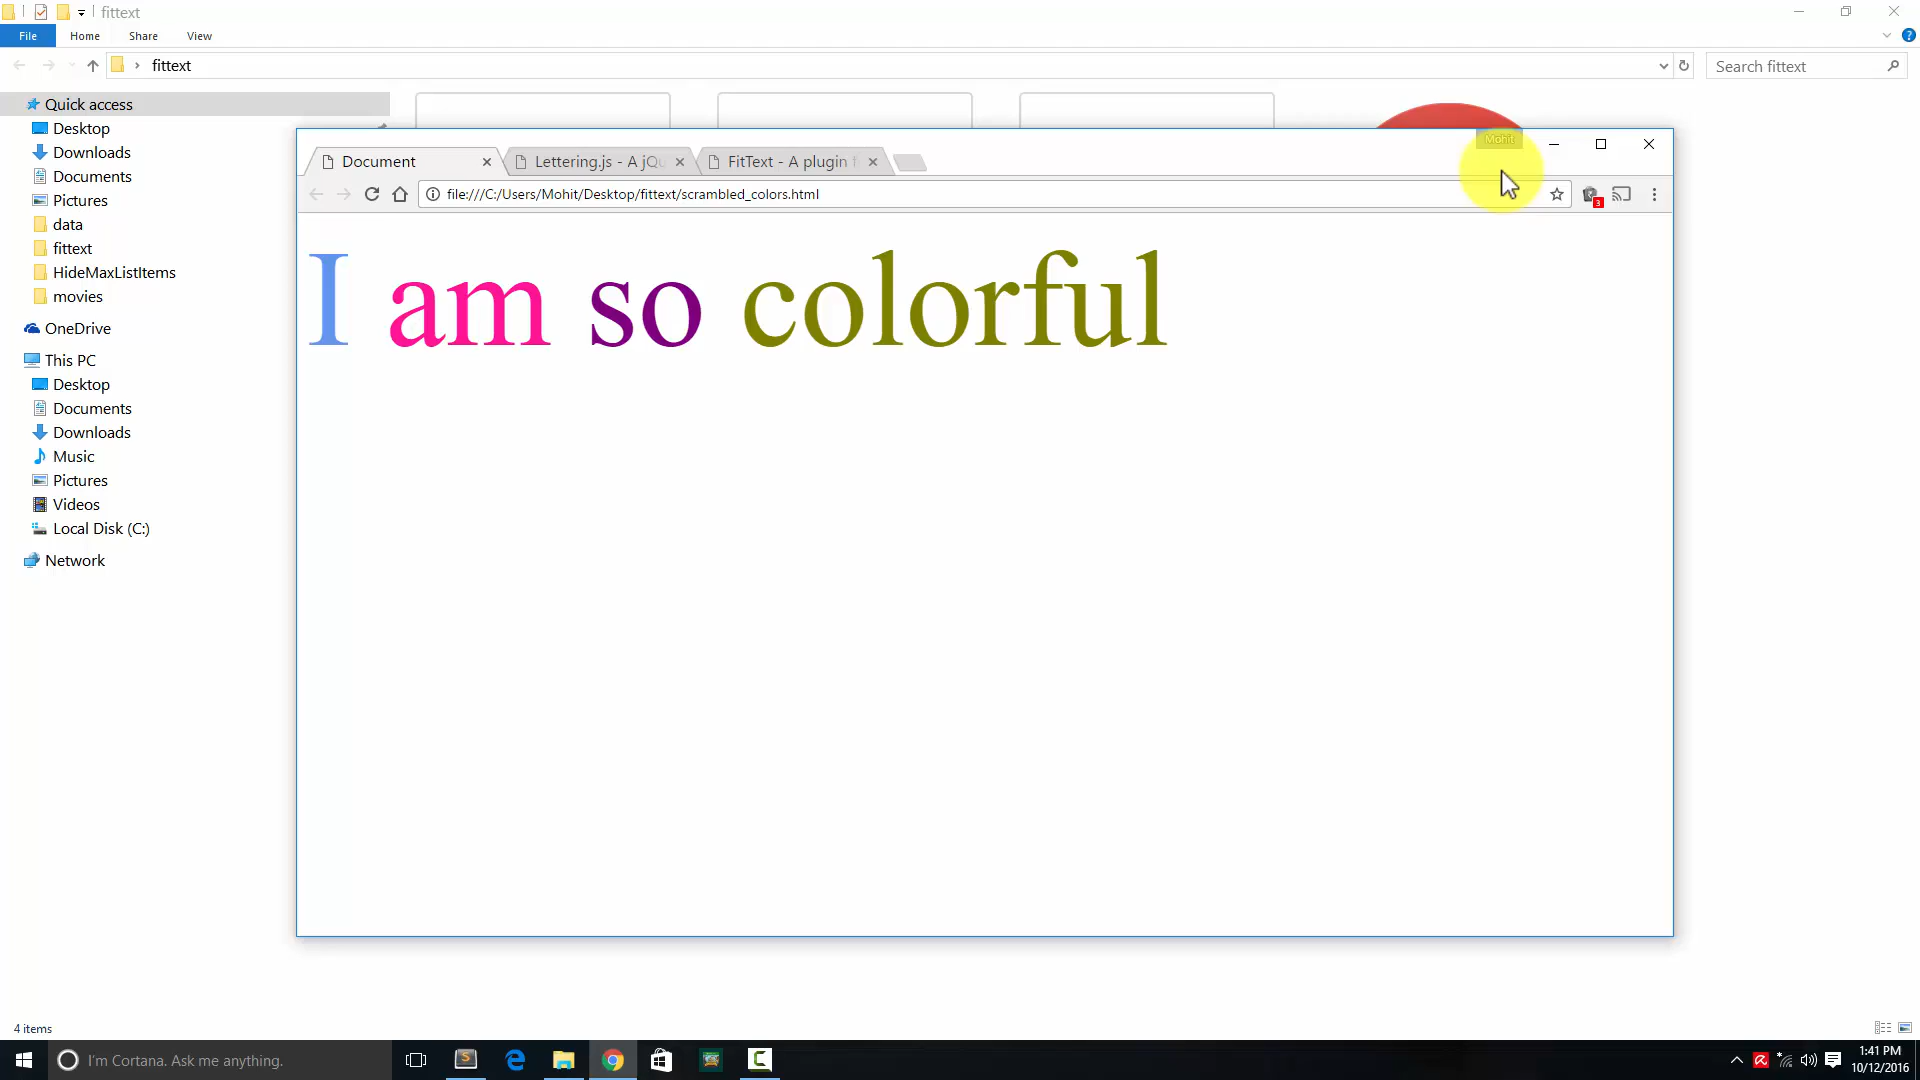 fittext
File Home Share View
fittext
Search fittext
Quick access
Desktop
Downloads
Documents
Pictures
data
fittext
HideMaxListItems
movies
OneDrive
This PC
Desktop
Documents
Downloads
Music
Pictures
Videos
Local Disk (C:)
Network
4 items
Mohit
Document
Lettering.js - A jQu
FitText - A plugin f
file:///C:/Users/Mohit/Desktop/fittext/scrambled_colors.html
3
I am so colorful
I'm Cortana. Ask me anything.
1:41 PM
10/12/2016